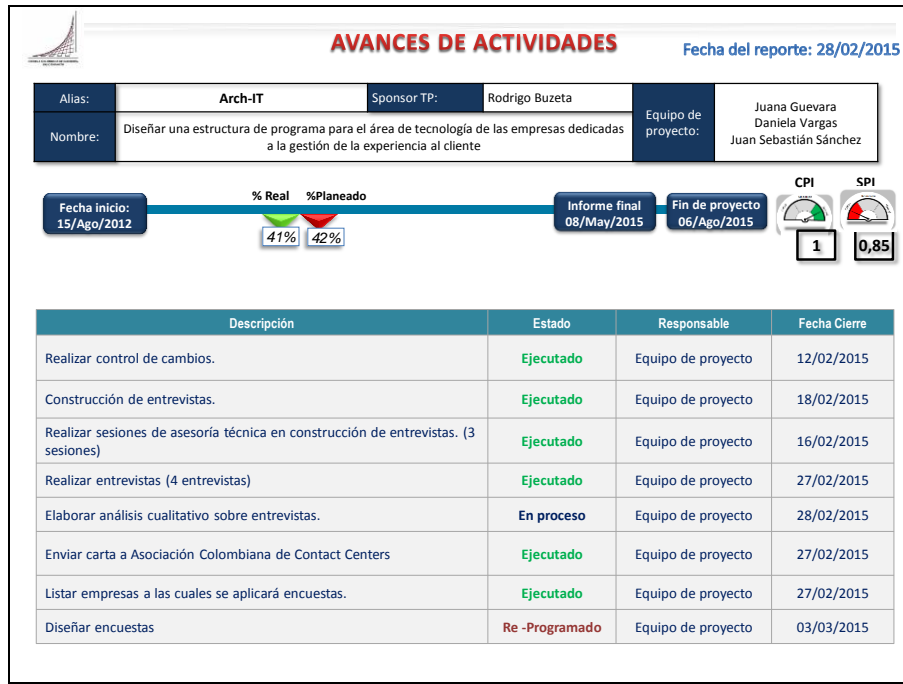 AVANCES DE ACTIVIDADES
Fecha del reporte: 28/02/2015
Alias:
Arch-IT
Sponsor TP:
Rodrigo Buzeta
Equipo de
proyecto:
Juana Guevara
Daniela Vargas
Juan Sebastián Sánchez
Nombre:
Diseñar una estructura de programa para el área de tecnología de las empresas dedicadas
a la gestión de la experiencia al cliente
Fecha inicio:
15/Ago/2012
% Real
%Planeado
41%
42%
Informe final
08/May/2015
Fin de proyecto
06/Ago/2015
CPI
SPI
1
0,85
Descripción Estado Responsable Fecha Cierre
Realizar control de cambios. Ejecutado Equipo de proyecto 12/02/2015
Construcción de entrevistas. Ejecutado Equipo de proyecto 18/02/2015
Realizar sesiones de asesoría técnica en construcción de entrevistas. (3
sesiones) Ejecutado Equipo de proyecto 16/02/2015
Realizar entrevistas (4 entrevistas) Ejecutado Equipo de proyecto 27/02/2015
Elaborar análisis cualitativo sobre entrevistas. En proceso Equipo de proyecto 28/02/2015
Enviar carta a Asociación Colombiana de Contact Centers Ejecutado Equipo de proyecto 27/02/2015
Listar empresas a las cuales se aplicará encuestas. Ejecutado Equipo de proyecto 27/02/2015
Diseñar encuestas Re -Programado Equipo de proyecto 03/03/2015